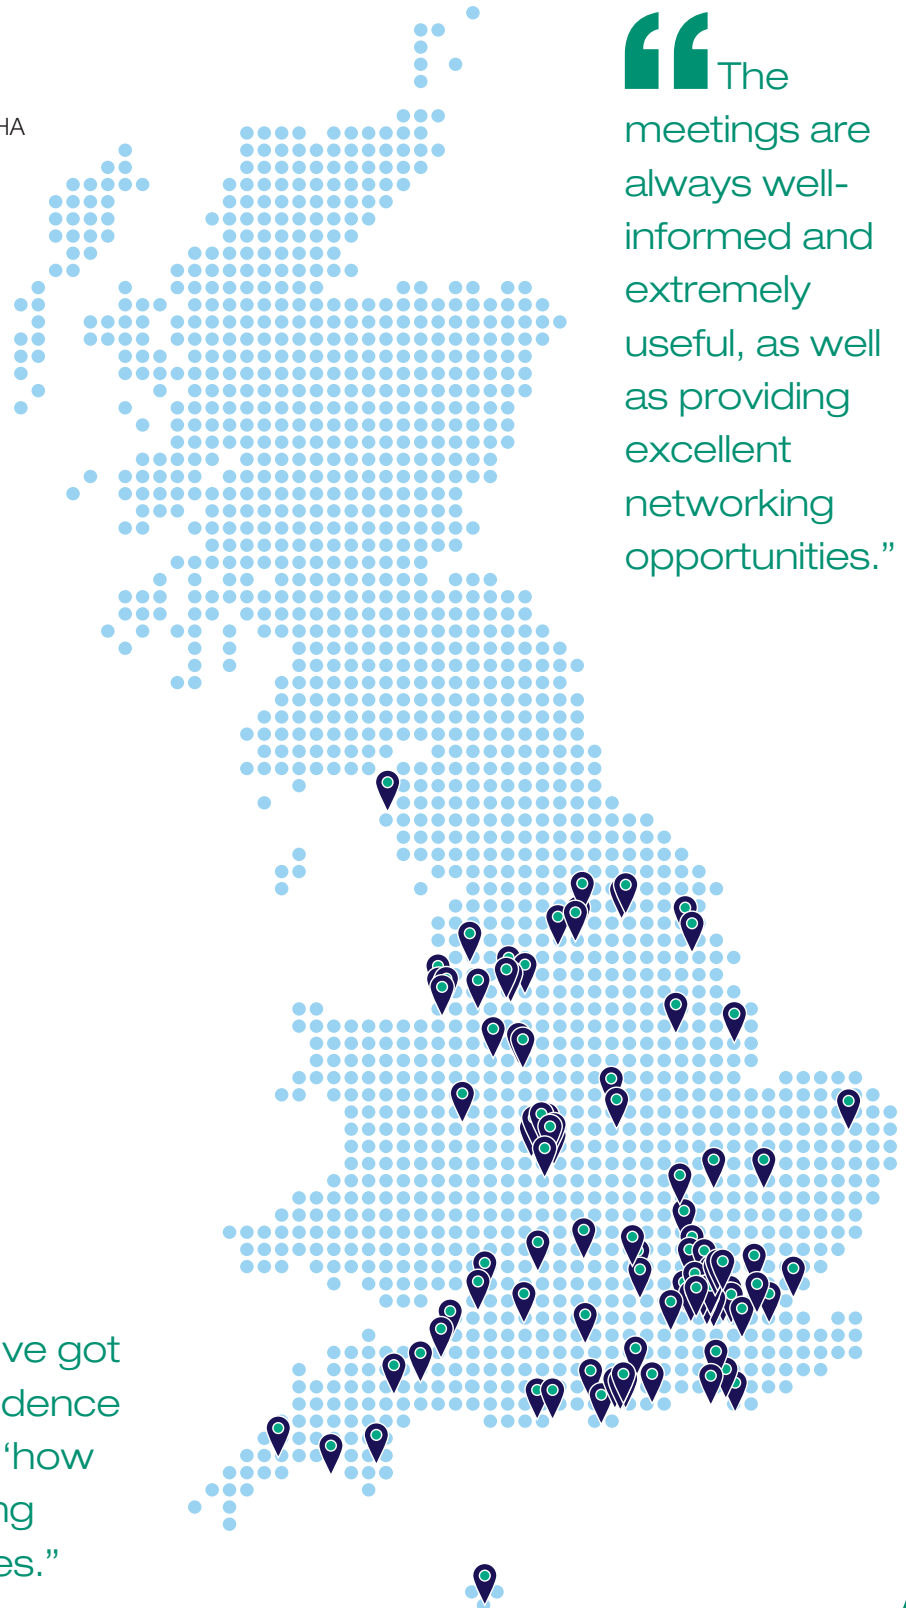 HA
“The
meetings are
always well-
informed and
extremely
useful, as well
as providing
excellent
networking
opportunities.”
ve got
dence
‘how
ng
es.”